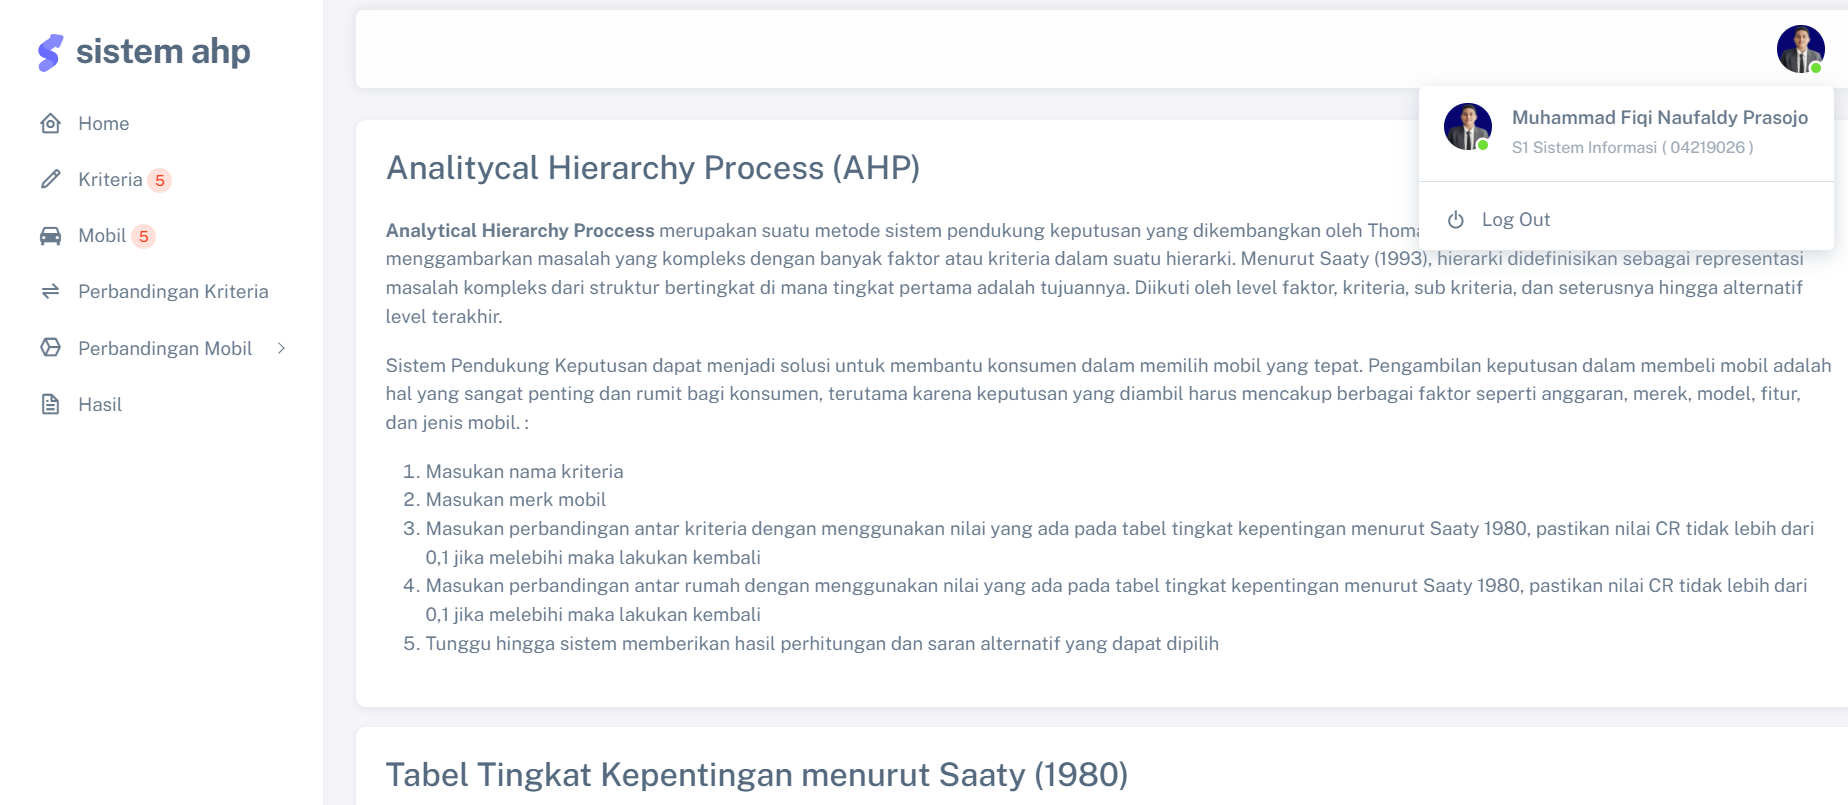 sistem ahp
Home
Kriteria 5
Mobil 5
Perbandingan Kriteria
Perbandingan Mobil
Hasil
Muhammad Fiqi Naufaldy Prasojo
S1 Sistem Informasi ( 04219026 )
Log Out
Analitycal Hierarchy Process (AHP)
Analytical Hierarchy Proccess merupakan suatu metode sistem pendukung keputusan yang dikembangkan oleh
menggambarkan masalah yang kompleks dengan banyak faktor atau kriteria dalam suatu hierarki. Menurut Saaty (1993), hierarki didefinisikan sebagai representasi
masalah kompleks dari struktur bertingkat di mana tingkat pertama adalah tujuannya. Diikuti oleh level faktor, kriteria, sub kriteria, dan seterusnya hingga alternatif
level terakhir.
Sistem Pendukung Keputusan dapat menjadi solusi untuk membantu konsumen dalam memilih mobil yang tepat. Pengambilan keputusan dalam membeli mobil adalah
hal yang sangat penting dan rumit bagi konsumen, terutama karena keputusan yang diambil harus mencakup berbagai faktor seperti anggaran, merek, model, fitur,
dan jenis mobil. :
1. Masukan nama kriteria
2. Masukan merk mobil
3. Masukan perbandingan antar kriteria dengan menggunakan nilai yang ada pada tabel tingkat kepentingan menurut Saaty 1980, pastikan nilai CR tidak lebih dari
0,1 jika melebihi maka lakukan kembali
4. Masukan perbandingan antar rumah dengan menggunakan nilai yang ada pada tabel tingkat kepentingan menurut Saaty 1980, pastikan nilai CR tidak lebih dari
0,1 jika melebihi maka lakukan kembali
5. Tunggu hingga sistem memberikan hasil perhitungan dan saran alternatif yang dapat dipilih
Tabel Tingkat Kepentingan menurut Saaty (1980)